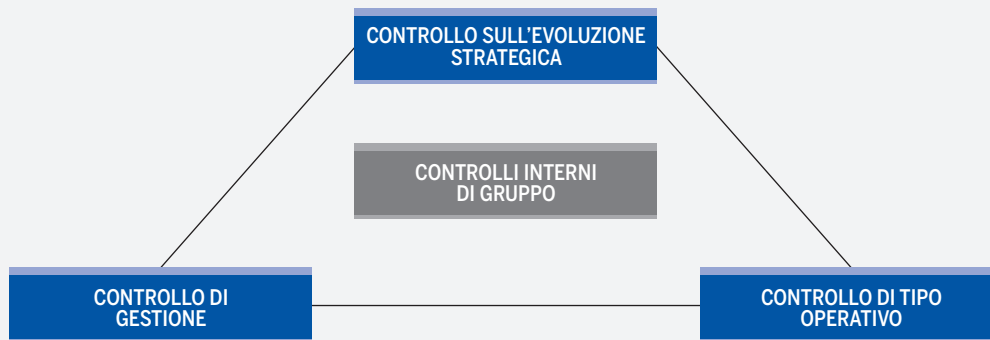 CONTROLLO SULL’EVOLUZIONE
STRATEGICA
CONTROLLI INTERNI
DI GRUPPO
CONTROLLO DI
GESTIONE
CONTROLLO DI TIPO
OPERATIVO